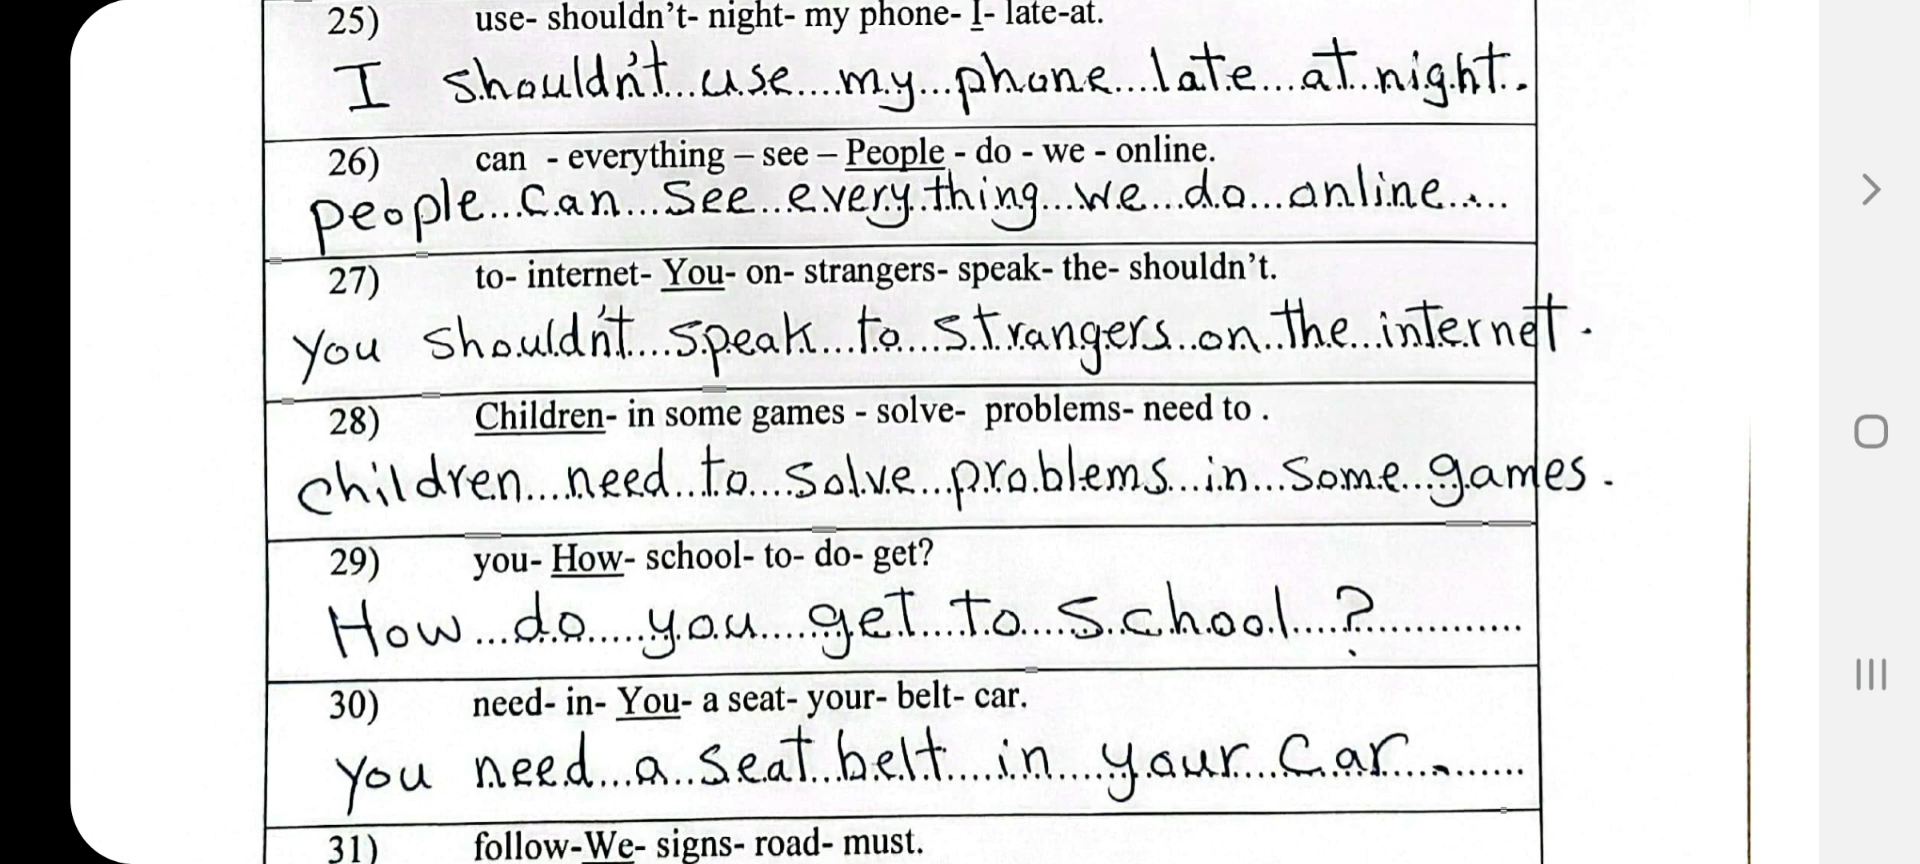 25) use- shouldn't- night- my phone- I- late-at.
I shouldn't use my phone late at night.
26) can - everything – see – People - do - we - online.
People can see everything we do online.
27) to- internet- You- on- strangers- speak- the- shouldn't.
You shouldn't speak to strangers on the internet.
28) Children- in some games - solve- problems- need to .
Children need to solve problems in some games.
29) you- How- school- to- do- get?
How do you get to school ?
30) need- in- You- a seat- your- belt- car.
You need a seat belt in your car.
31) follow-We- signs- road- must.